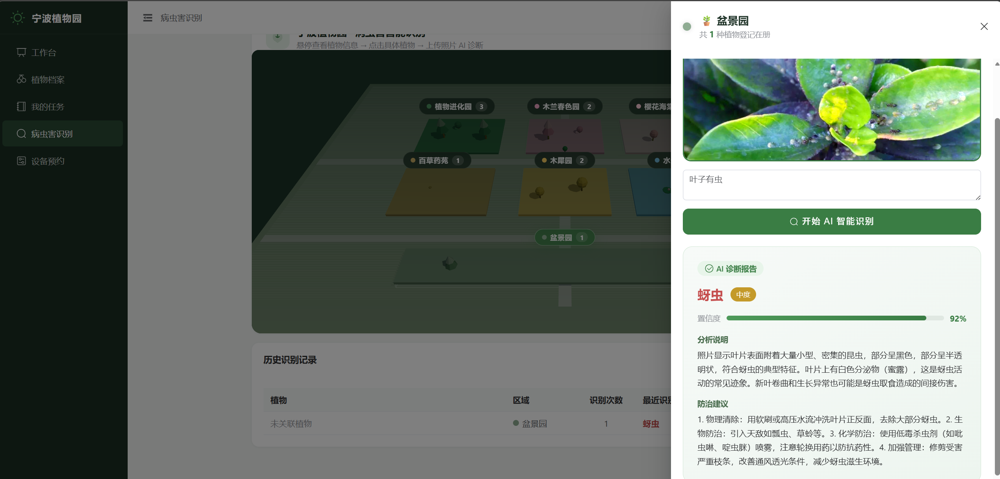 宁波植物园
工作台
植物档案
我的任务
病虫害识别
设备预约
病虫害识别
悬停查看植物信息 → 点击具体植物 → 上传照片 AI 诊断
植物进化园 3
木兰春色园 2
樱花海棠
百草药苑 1
木犀园 2
水
盆景园 1
历史识别记录
植物 区域 识别次数 最近识别
未关联植物 盆景园 1 蚜虫
盆景园
共 1 种植物登记在册
叶子有虫
开始 AI 智能识别
AI 诊断报告
蚜虫 中度
置信度 92%
分析说明
照片显示叶片表面附着大量小型、密集的昆虫，部分呈黑色，部分呈半透
明状，符合蚜虫的典型特征。叶片上有白色分泌物（蜜露），这是蚜虫活
动的常见迹象。新叶卷曲和生长异常也可能是蚜虫取食造成的间接伤害。
防治建议
1. 物理清除：用软刷或高压水流冲洗叶片正反面，去除大部分蚜虫。2. 生
物防治：引入天敌如瓢虫、草蛉等。3. 化学防治：使用低毒杀虫剂（如吡
虫啉、啶虫脒）喷雾，注意轮换用药以防抗药性。4. 加强管理：修剪受害
严重枝条，改善通风透光条件，减少蚜虫滋生环境。